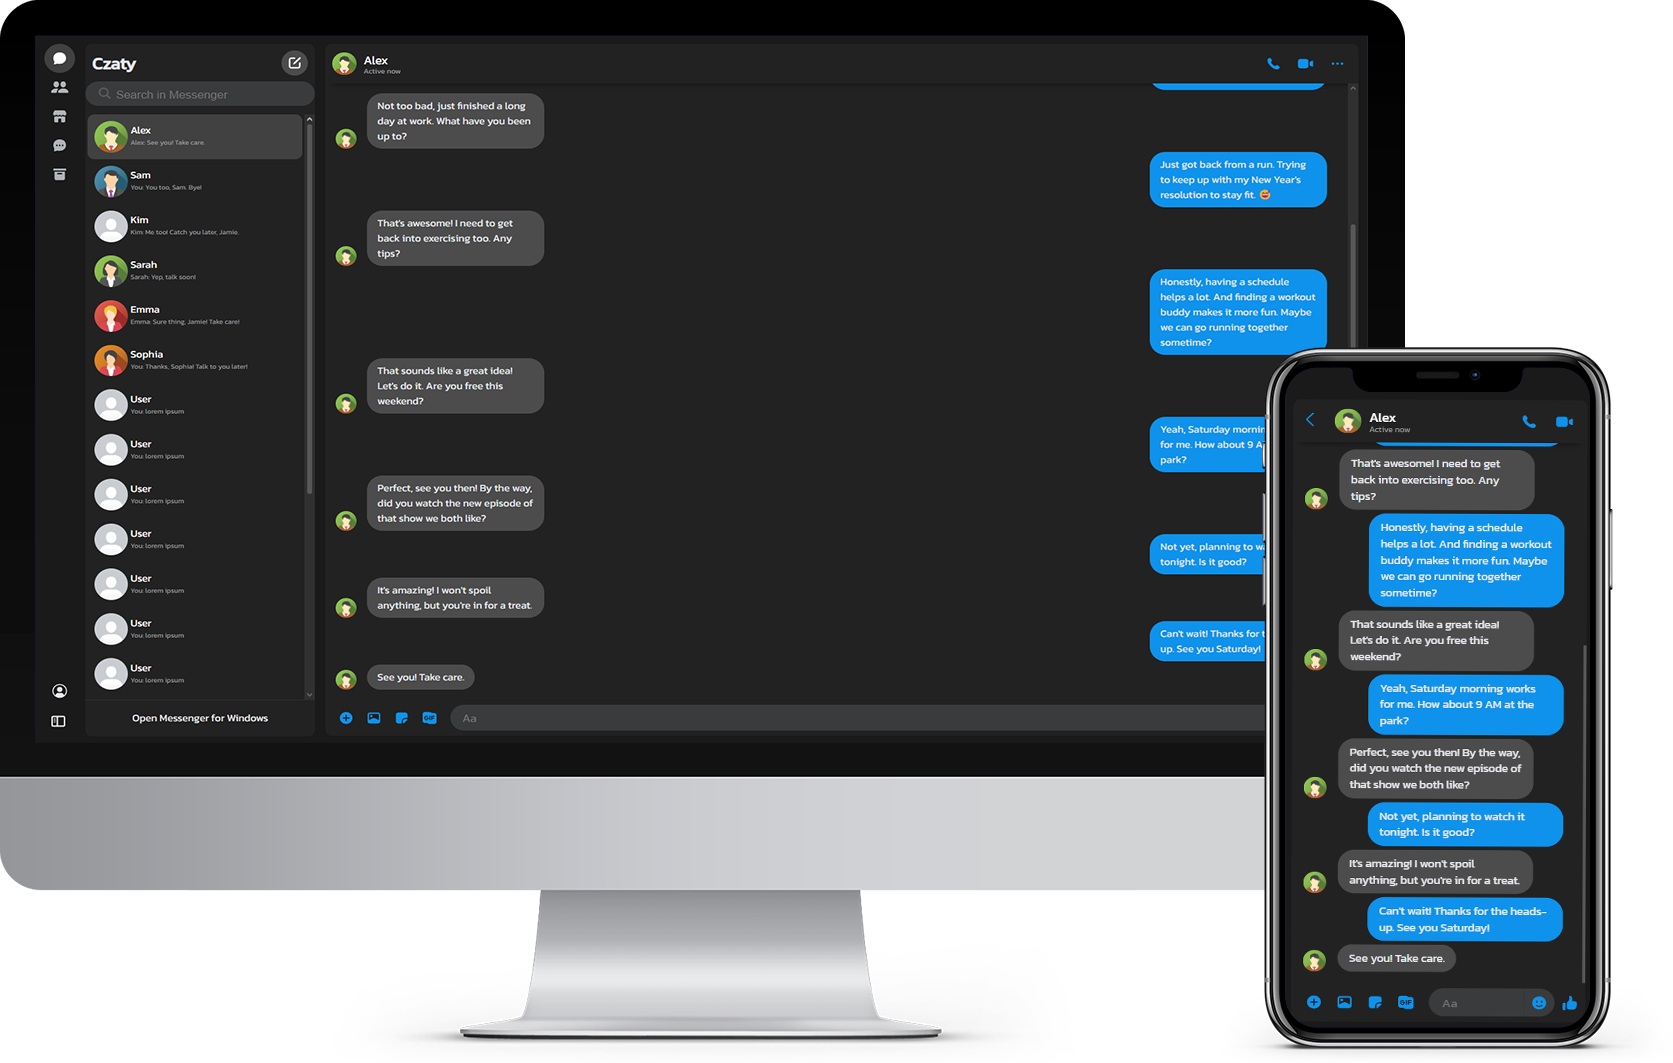 Czaty
Search in Messenger
Alex
Alex: See you! Take care.
Sam
You: You too, Sam. Bye!
Kim
Kim: Me too! Catch you later, Jamie.
Sarah
Sarah: Yep, talk soon!
Emma
Emma: Sure thing, Jamie! Take care!
Sophia
You: Thanks, Sophia! Talk to you later!
User
You: lorem ipsum
User
You: lorem ipsum
User
You: lorem ipsum
User
You: lorem ipsum
User
You: lorem ipsum
User
You: lorem ipsum
User
You: lorem ipsum
Open Messenger for Windows
Alex
Active now
Not too bad, just finished a long
day at work. What have you been
up to?
Just got back from a run. Trying
to keep up with my New Year's
resolution to stay fit. 😅
That's awesome! I need to get
back into exercising too. Any
tips?
Honestly, having a schedule
helps a lot. And finding a workout
buddy makes it more fun. Maybe
we can go running together
sometime?
That sounds like a great idea!
Let's do it. Are you free this
weekend?
Yeah, Saturday mornin
for me. How about 9 A
park?
Perfect, see you then! By the way,
did you watch the new episode of
that show we both like?
Not yet, planning to wa
tonight. Is it good?
It's amazing! I won't spoil
anything, but you're in for a treat.
Can't wait! Thanks for t
up. See you Saturday!
See you! Take care.
GIF
Aa
Alex
Active now
That's awesome! I need to get
back into exercising too. Any
tips?
Honestly, having a schedule
helps a lot. And finding a workout
buddy makes it more fun. Maybe
we can go running together
sometime?
That sounds like a great idea!
Let's do it. Are you free this
weekend?
Yeah, Saturday morning works
for me. How about 9 AM at the
park?
Perfect, see you then! By the way,
did you watch the new episode of
that show we both like?
Not yet, planning to watch it
tonight. Is it good?
It's amazing! I won't spoil
anything, but you're in for a treat.
Can't wait! Thanks for the heads-
up. See you Saturday!
See you! Take care.
GIF
Aa